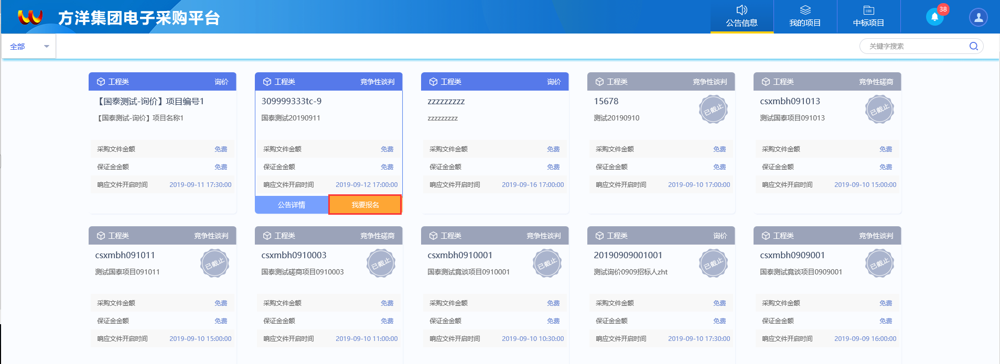 方洋集团电子采购平台
公告信息
我的项目
中标项目
38
全部
关键字搜索
工程类 询价
【国泰测试-询价】项目编号1
【国泰测试-询价】项目名称1
采购文件金额 免费
保证金金额 免费
响应文件开启时间 2019-09-11 17:30:00
工程类 竞争性谈判
309999333tc-9
国泰测试20190911
采购文件金额 免费
保证金金额 免费
响应文件开启时间 2019-09-12 17:00:00
公告详情 我要报名
工程类 询价
zzzzzzzzz
zzzzzzzzz
采购文件金额 免费
保证金金额 免费
响应文件开启时间 2019-09-16 17:00:00
工程类 竞争性谈判
15678
已截止
测试20190910
采购文件金额 免费
保证金金额 免费
响应文件开启时间 2019-09-10 17:00:00
工程类 竞争性磋商
csxmbh091013
已截止
测试国泰项目091013
采购文件金额 免费
保证金金额 免费
响应文件开启时间 2019-09-10 15:00:00
工程类 竞争性谈判
csxmbh091011
已截止
测试国泰项目091011
采购文件金额 免费
保证金金额 免费
响应文件开启时间 2019-09-10 15:00:00
工程类 竞争性磋商
csxmbh0910003
已截止
国泰测试磋商项目0910003
采购文件金额 免费
保证金金额 免费
响应文件开启时间 2019-09-10 11:00:00
工程类 竞争性谈判
csxmbh0910001
已截止
国泰测试竟谈项目0910001
采购文件金额 免费
保证金金额 免费
响应文件开启时间 2019-09-10 10:30:00
工程类 询价
20190909001001
已截止
测试询价0909招标人zht
采购文件金额 免费
保证金金额 免费
响应文件开启时间 2019-09-10 17:30:00
工程类 竞争性谈判
csxmbh0909001
已截止
国泰测试竟谈项目0909001
采购文件金额 免费
保证金金额 免费
响应文件开启时间 2019-09-09 16:00:00